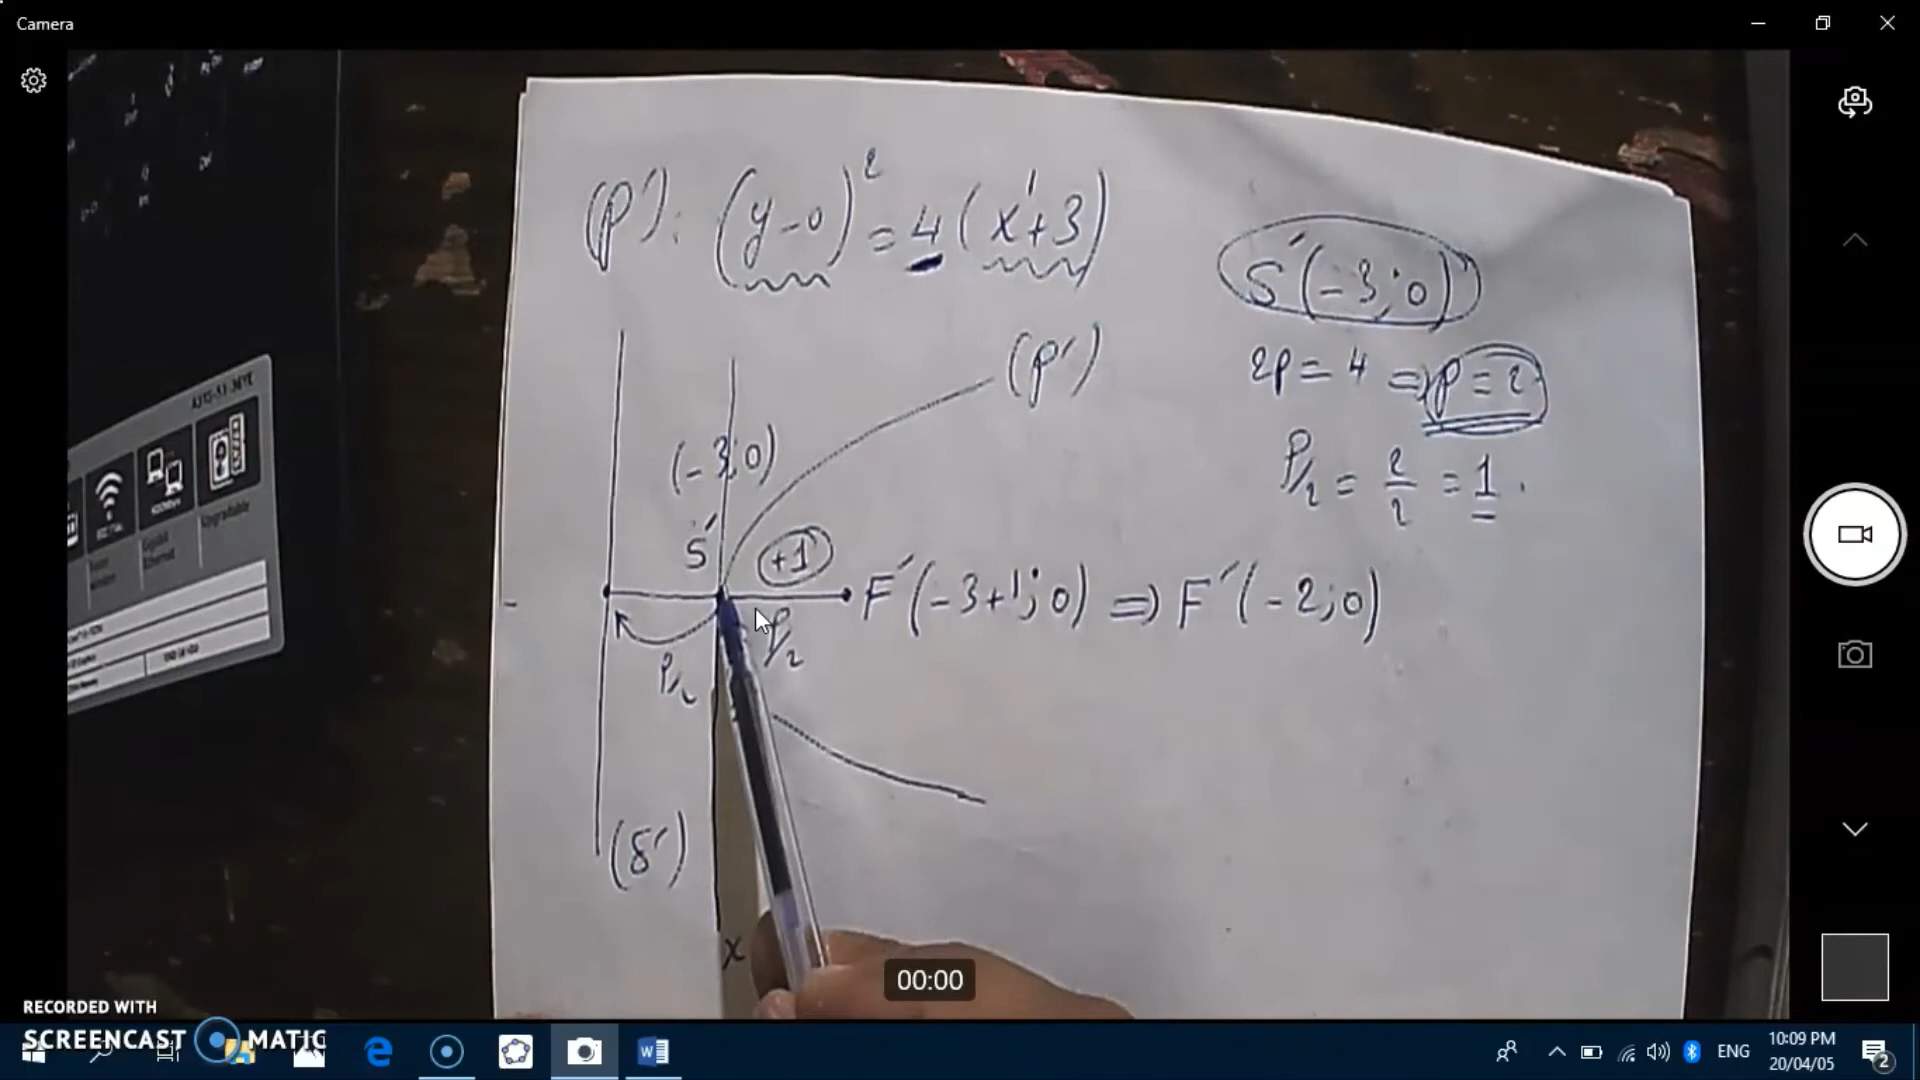 Camera
(P′): (y-0)² = 4 (x′+3)
S′(-3;0)
(P′)
2P = 4 ⇒ P = 2
(-3;0)
P/2 = 2/2 = 1
S′
+1
F′(-3+1;0) ⇒ F′(-2;0)
P/2
P/2
(δ′)
x
00:00
RECORDED WITH
SCREENCAST MATIC
ENG
10:09 PM
20/04/05
2